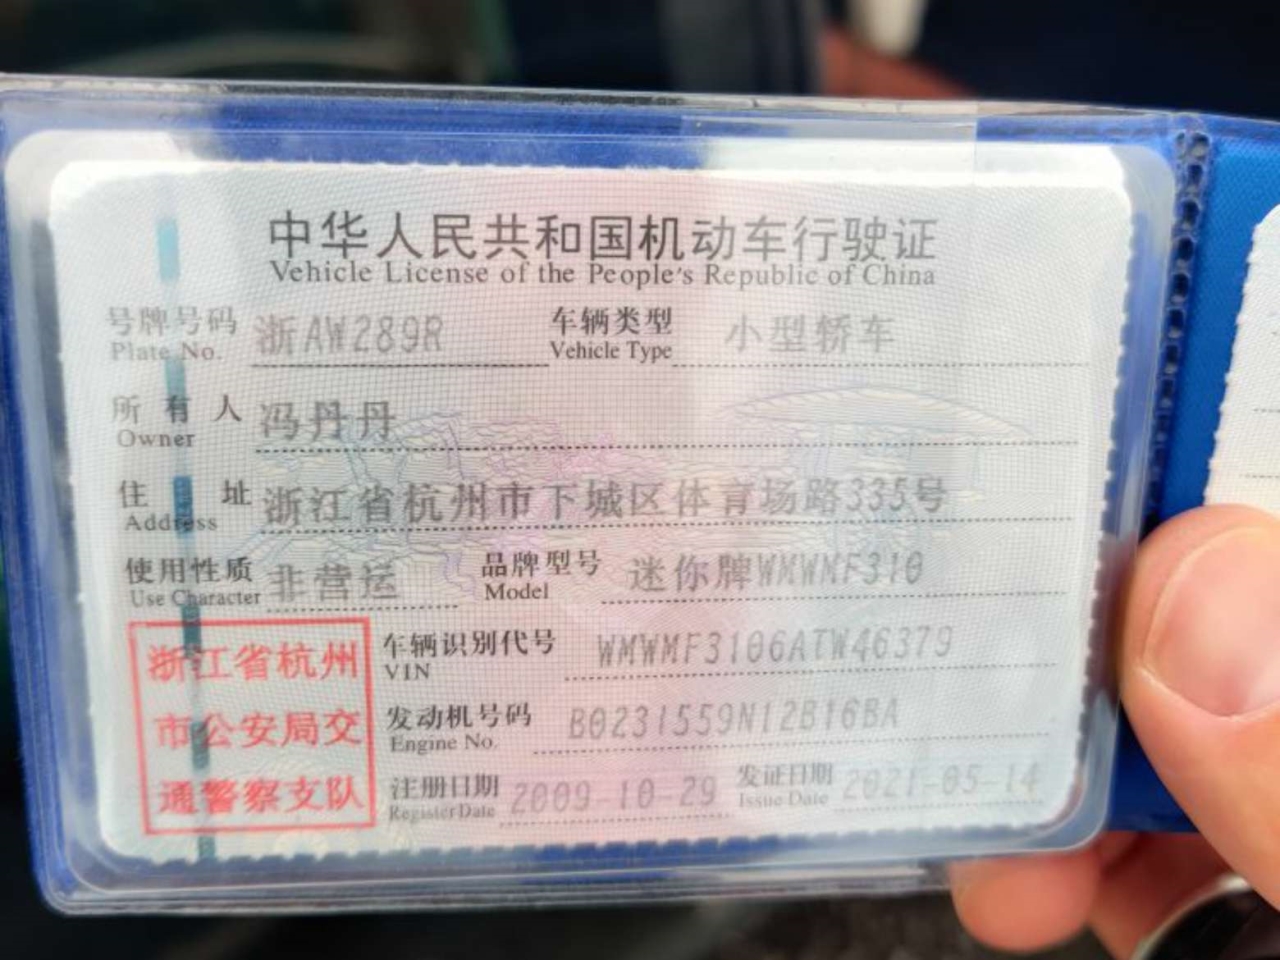 中华人民共和国机动车行驶证
Vehicle License of the People's Republic of China
号牌号码 浙AW289R 车辆类型 小型轿车
Plate No. Vehicle Type
所有人 冯丹丹
Owner
住址 浙江省杭州市下城区体育场路335号
Address
使用性质 非营运 品牌型号 迷你牌WMWMF310
Use Character Model
浙江省杭州
市公安局交
通警察支队
车辆识别代号 WMWMF3106ATW46379
VIN
发动机号码 B0231559N12B16BA
Engine No.
注册日期 2009-10-29 发证日期 2021-05-14
Register Date Issue Date